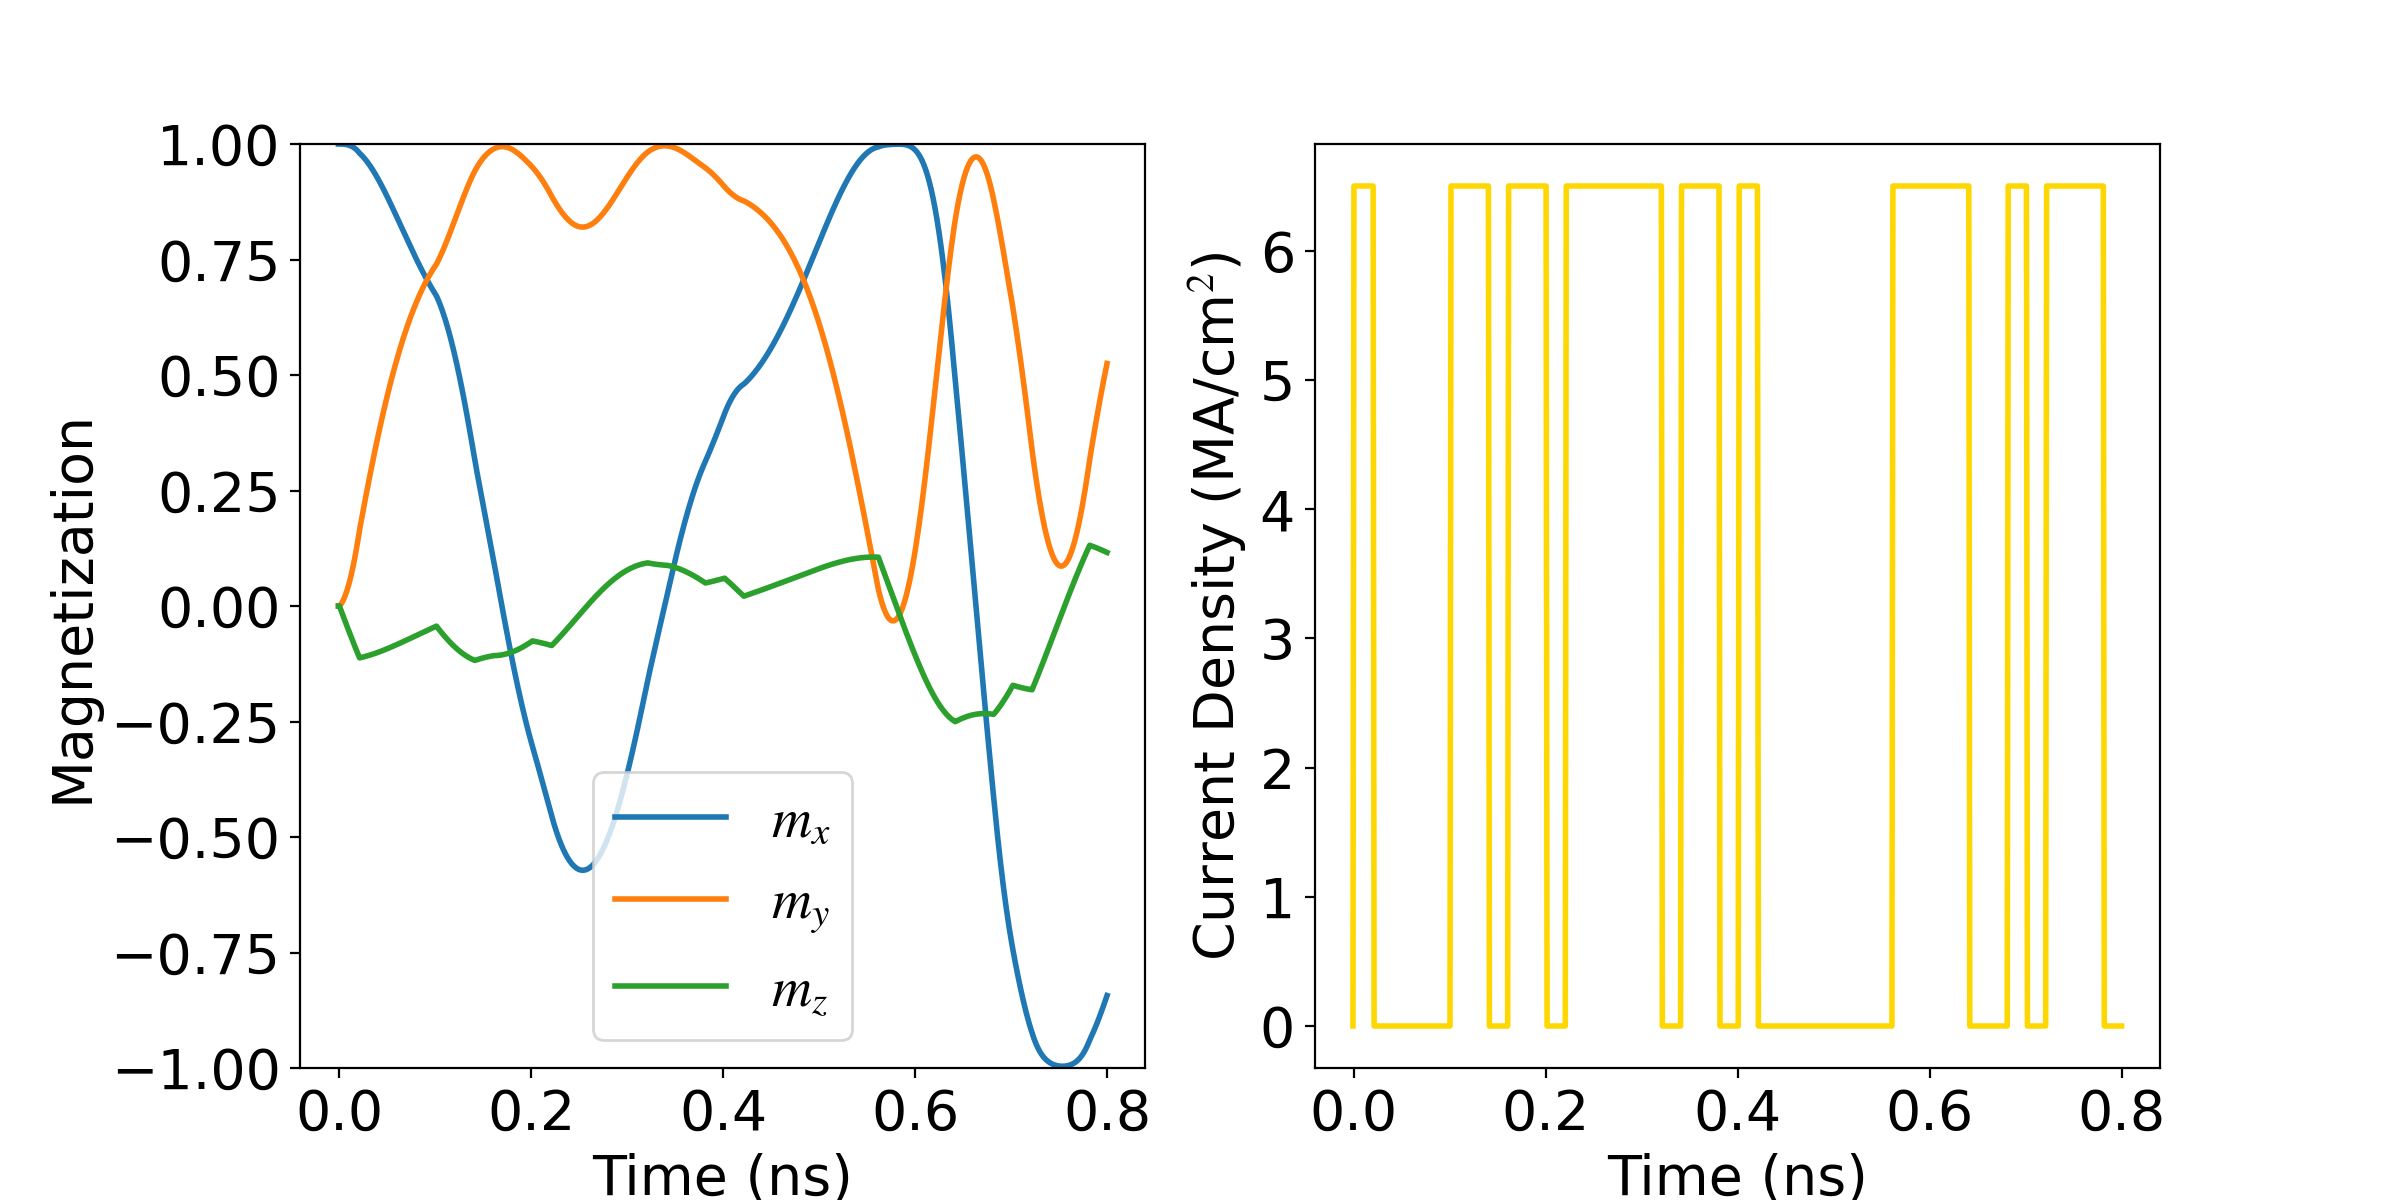 1.00
0.75
0.50
0.25
0.00
−0.25
−0.50
−0.75
−1.00
Magnetization
0.0 0.2 0.4 0.6 0.8
Time (ns)
m_x
m_y
m_z
6
5
4
3
2
1
0
Current Density (MA/cm²)
0.0 0.2 0.4 0.6 0.8
Time (ns)